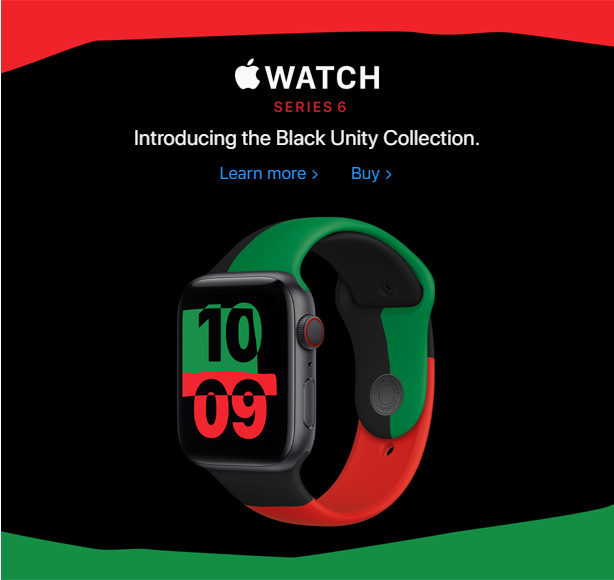 WATCH
SERIES 6
Introducing the Black Unity Collection.
Learn more >
Buy >
10
09